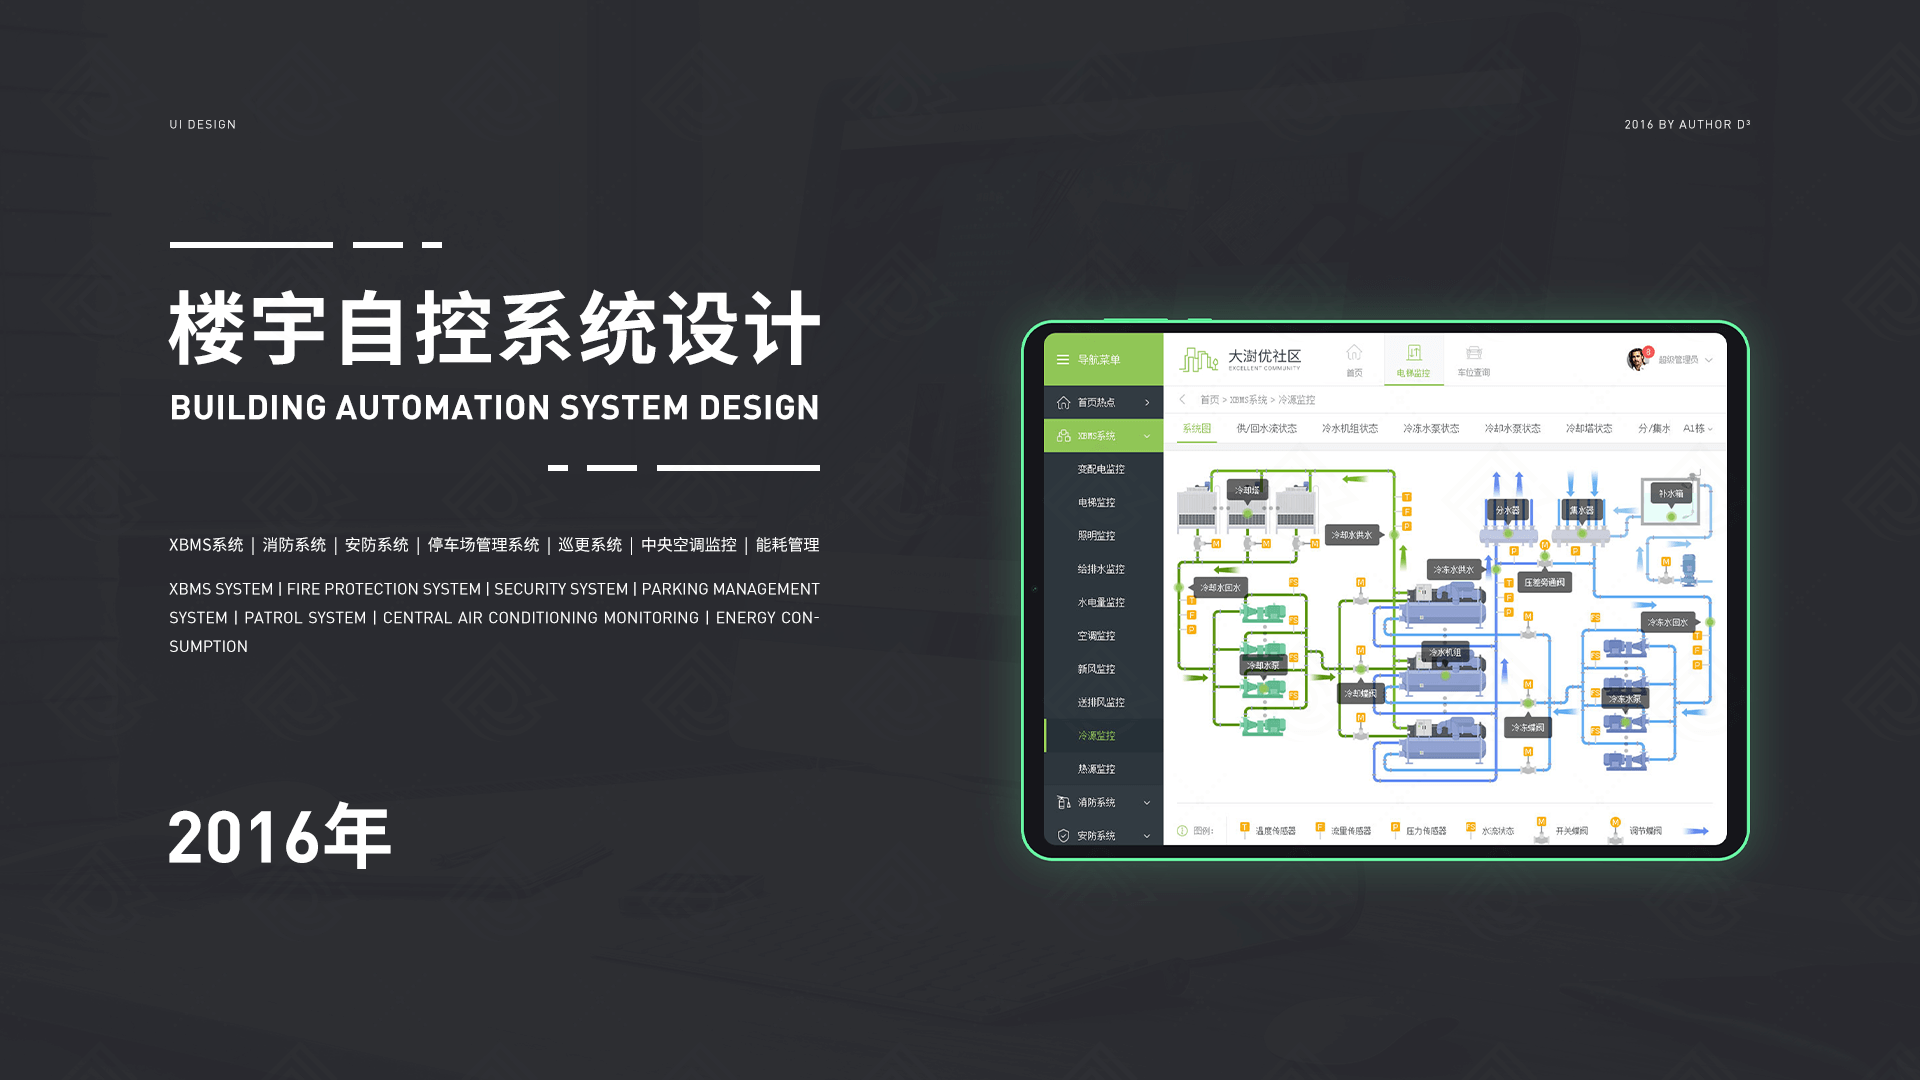 UI DESIGN
2016 BY AUTHOR D³
楼宇自控系统设计
BUILDING AUTOMATION SYSTEM DESIGN
XBMS系统 | 消防系统 | 安防系统 | 停车场管理系统 | 巡更系统 | 中央空调监控 | 能耗管理
XBMS SYSTEM | FIRE PROTECTION SYSTEM | SECURITY SYSTEM | PARKING MANAGEMENT
SYSTEM | PATROL SYSTEM | CENTRAL AIR CONDITIONING MONITORING | ENERGY CON-
SUMPTION
2016年
导航菜单
大澍优社区
EXCELLENT COMMUNITY
首页
电梯监控
车位查询
8
超级管理员
首页热点
XBMS系统
变配电监控
电梯监控
照明监控
给排水监控
水电量监控
空调监控
新风监控
送排风监控
冷源监控
热源监控
消防系统
安防系统
首页 > XBMS系统 > 冷源监控
系统图 供/回水流状态 冷水机组状态 冷冻水泵状态 冷却水泵状态 冷却塔状态 分/集水 A1栋
冷却塔
分水器
集水器
补水箱
M M M
T
F
P
冷却水供水
冷冻水供水
P M P
M
压差旁通阀
冷却水回水
T
F
P
FS
FS
FS
FS
M
T
F
P
M
FS
冷冻水回水
T
F
P
冷却水泵
M
冷水机组
FS
冷却蝶阀
M
M
冷冻水泵
FS
冷冻蝶阀
M
FS
图例:
T 温度传感器
F 流量传感器
P 压力传感器
FS 水流状态
M 开关蝶阀
M 调节蝶阀